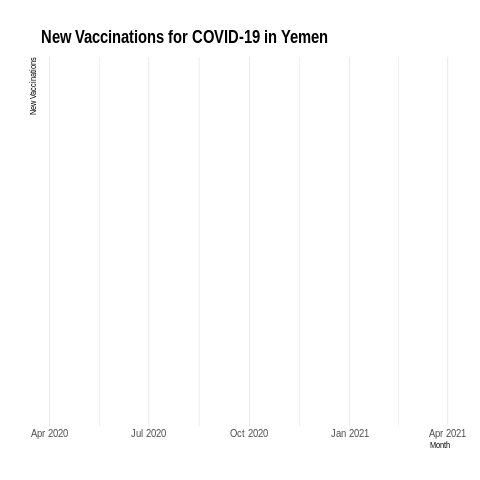 New Vaccinations for COVID-19 in Yemen
New Vaccinations
Apr 2020 Jul 2020 Oct 2020 Jan 2021 Apr 2021
Month